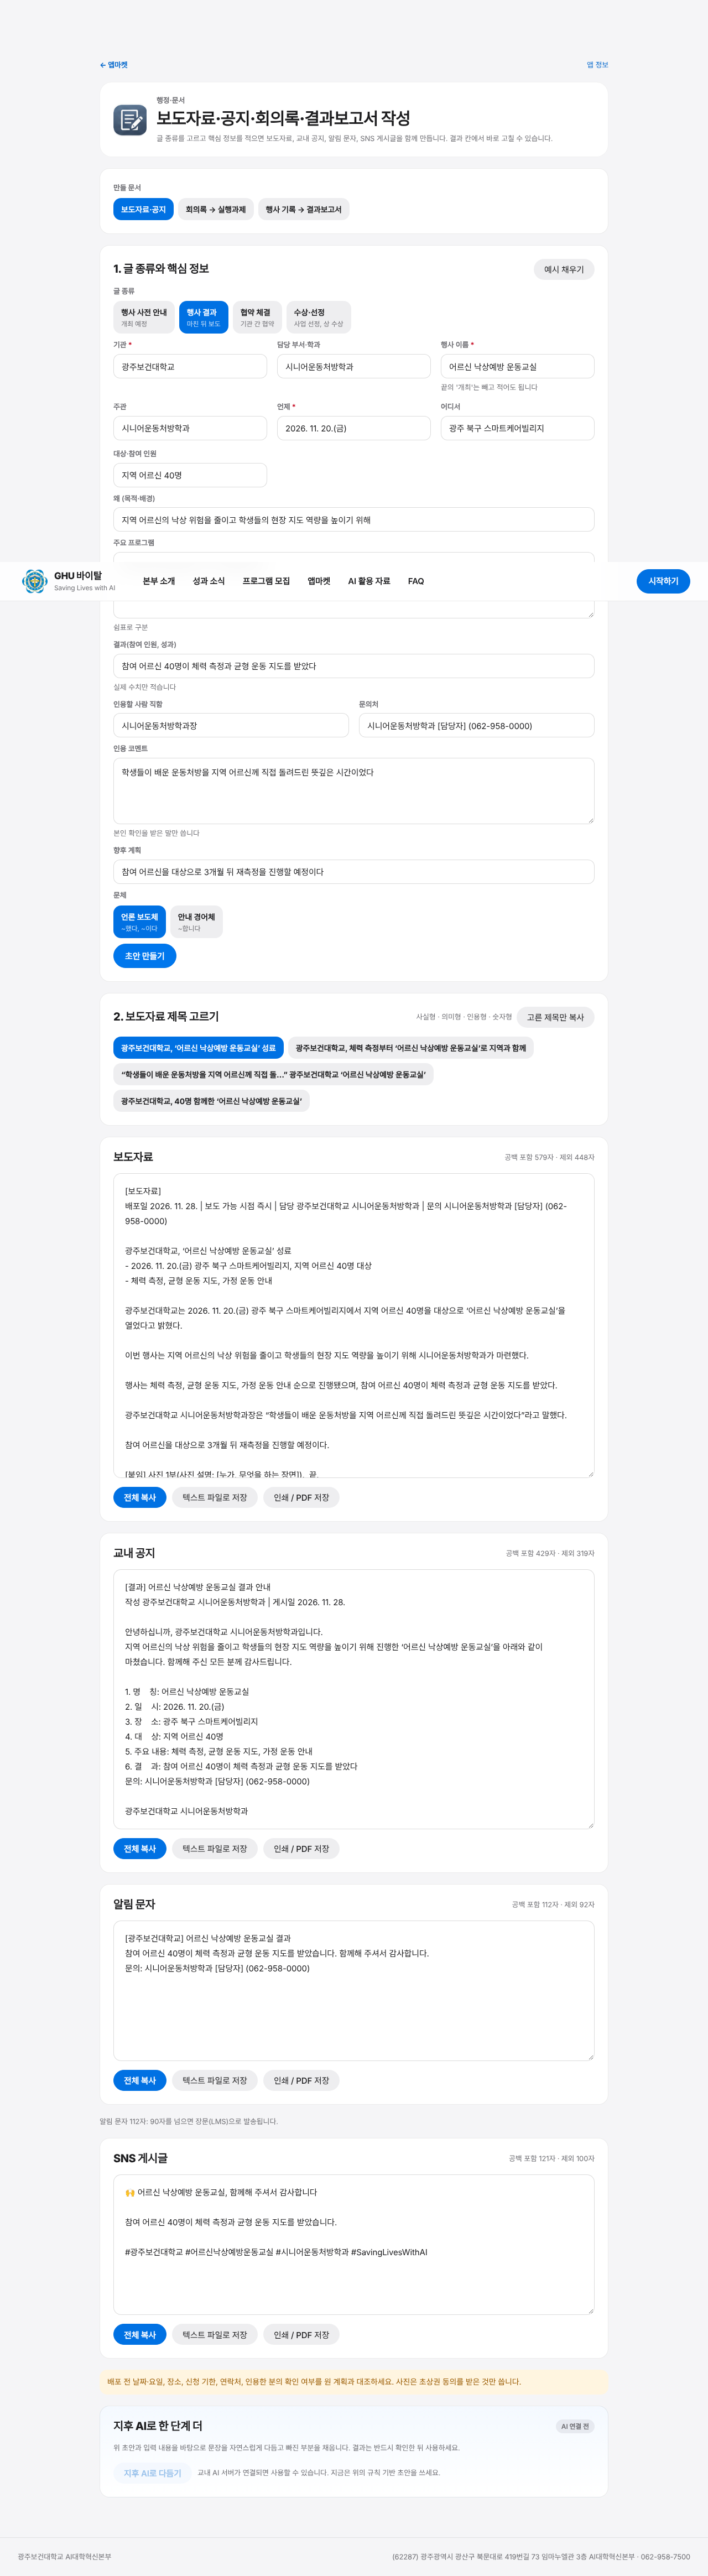 ← 앱마켓
앱 정보
행정·문서
보도자료·공지·회의록·결과보고서 작성
글 종류를 고르고 핵심 정보를 적으면 보도자료, 교내 공지, 알림 문자, SNS 게시글을 함께 만듭니다. 결과 칸에서 바로 고칠 수 있습니다.
만들 문서
보도자료·공지
회의록 → 실행과제
행사 기록 → 결과보고서
1. 글 종류와 핵심 정보
예시 채우기
글 종류
행사 사전 안내
개최 예정
행사 결과
마친 뒤 보도
협약 체결
기관 간 협약
수상·선정
사업 선정, 상 수상
기관 *
담당 부서·학과
행사 이름 *
광주보건대학교
시니어운동처방학과
어르신 낙상예방 운동교실
끝의 '개최'는 빼고 적어도 됩니다
주관
언제 *
어디서
시니어운동처방학과
2026. 11. 20.(금)
광주 북구 스마트케어빌리지
대상·참여 인원
지역 어르신 40명
왜 (목적·배경)
지역 어르신의 낙상 위험을 줄이고 학생들의 현장 지도 역량을 높이기 위해
주요 프로그램
GHU 바이탈
Saving Lives with AI
본부 소개
성과 소식
프로그램 모집
앱마켓
AI 활용 자료
FAQ
시작하기
쉼표로 구분
결과(참여 인원, 성과)
참여 어르신 40명이 체력 측정과 균형 운동 지도를 받았다
실제 수치만 적습니다
인용할 사람 직함
문의처
시니어운동처방학과장
시니어운동처방학과 [담당자] (062-958-0000)
인용 코멘트
학생들이 배운 운동처방을 지역 어르신께 직접 돌려드린 뜻깊은 시간이었다
본인 확인을 받은 말만 씁니다
향후 계획
참여 어르신을 대상으로 3개월 뒤 재측정을 진행할 예정이다
문체
언론 보도체
~했다, ~이다
안내 경어체
~합니다
초안 만들기
2. 보도자료 제목 고르기
사실형 · 의미형 · 인용형 · 숫자형
고른 제목만 복사
광주보건대학교, ‘어르신 낙상예방 운동교실’ 성료
광주보건대학교, 체력 측정부터 ‘어르신 낙상예방 운동교실’로 지역과 함께
“학생들이 배운 운동처방을 지역 어르신께 직접 돌…” 광주보건대학교 ‘어르신 낙상예방 운동교실’
광주보건대학교, 40명 함께한 ‘어르신 낙상예방 운동교실’
보도자료
공백 포함 579자 · 제외 448자
[보도자료]
배포일 2026. 11. 28. | 보도 가능 시점 즉시 | 담당 광주보건대학교 시니어운동처방학과 | 문의 시니어운동처방학과 [담당자] (062-
958-0000)
광주보건대학교, ‘어르신 낙상예방 운동교실’ 성료
- 2026. 11. 20.(금) 광주 북구 스마트케어빌리지, 지역 어르신 40명 대상
- 체력 측정, 균형 운동 지도, 가정 운동 안내
광주보건대학교는 2026. 11. 20.(금) 광주 북구 스마트케어빌리지에서 지역 어르신 40명을 대상으로 ‘어르신 낙상예방 운동교실’을
열었다고 밝혔다.
이번 행사는 지역 어르신의 낙상 위험을 줄이고 학생들의 현장 지도 역량을 높이기 위해 시니어운동처방학과가 마련했다.
행사는 체력 측정, 균형 운동 지도, 가정 운동 안내 순으로 진행됐으며, 참여 어르신 40명이 체력 측정과 균형 운동 지도를 받았다.
광주보건대학교 시니어운동처방학과장은 “학생들이 배운 운동처방을 지역 어르신께 직접 돌려드린 뜻깊은 시간이었다”라고 말했다.
참여 어르신을 대상으로 3개월 뒤 재측정을 진행할 예정이다.
[붙임] 사진 1부(사진 설명: [누가, 무엇을 하는 장면]). 끝.
전체 복사
텍스트 파일로 저장
인쇄 / PDF 저장
교내 공지
공백 포함 429자 · 제외 319자
[결과] 어르신 낙상예방 운동교실 결과 안내
작성 광주보건대학교 시니어운동처방학과 | 게시일 2026. 11. 28.
안녕하십니까, 광주보건대학교 시니어운동처방학과입니다.
지역 어르신의 낙상 위험을 줄이고 학생들의 현장 지도 역량을 높이기 위해 진행한 ‘어르신 낙상예방 운동교실’을 아래와 같이
마쳤습니다. 함께해 주신 모든 분께 감사드립니다.
1. 명 칭: 어르신 낙상예방 운동교실
2. 일 시: 2026. 11. 20.(금)
3. 장 소: 광주 북구 스마트케어빌리지
4. 대 상: 지역 어르신 40명
5. 주요 내용: 체력 측정, 균형 운동 지도, 가정 운동 안내
6. 결 과: 참여 어르신 40명이 체력 측정과 균형 운동 지도를 받았다
문의: 시니어운동처방학과 [담당자] (062-958-0000)
광주보건대학교 시니어운동처방학과
전체 복사
텍스트 파일로 저장
인쇄 / PDF 저장
알림 문자
공백 포함 112자 · 제외 92자
[광주보건대학교] 어르신 낙상예방 운동교실 결과
참여 어르신 40명이 체력 측정과 균형 운동 지도를 받았습니다. 함께해 주셔서 감사합니다.
문의: 시니어운동처방학과 [담당자] (062-958-0000)
전체 복사
텍스트 파일로 저장
인쇄 / PDF 저장
알림 문자 112자: 90자를 넘으면 장문(LMS)으로 발송됩니다.
SNS 게시글
공백 포함 121자 · 제외 100자
🙌 어르신 낙상예방 운동교실, 함께해 주셔서 감사합니다
참여 어르신 40명이 체력 측정과 균형 운동 지도를 받았습니다.
#광주보건대학교 #어르신낙상예방운동교실 #시니어운동처방학과 #SavingLivesWithAI
전체 복사
텍스트 파일로 저장
인쇄 / PDF 저장
배포 전 날짜·요일, 장소, 신청 기한, 연락처, 인용한 분의 확인 여부를 원 계획과 대조하세요. 사진은 초상권 동의를 받은 것만 씁니다.
지후 AI로 한 단계 더
AI 연결 전
위 초안과 입력 내용을 바탕으로 문장을 자연스럽게 다듬고 빠진 부분을 채웁니다. 결과는 반드시 확인한 뒤 사용하세요.
지후 AI로 다듬기
교내 AI 서버가 연결되면 사용할 수 있습니다. 지금은 위의 규칙 기반 초안을 쓰세요.
광주보건대학교 AI대학혁신본부
(62287) 광주광역시 광산구 북문대로 419번길 73 임마누엘관 3층 AI대학혁신본부 · 062-958-7500